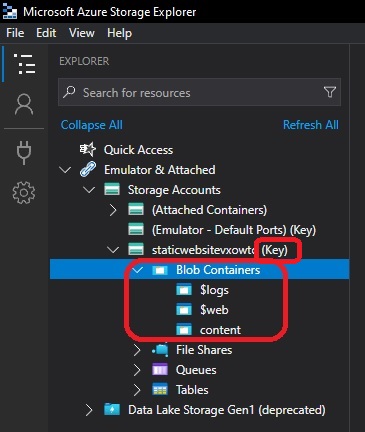 Microsoft Azure Storage Explorer
File Edit View Help
EXPLORER
Search for resources
Collapse All Refresh All
Quick Access
Emulator & Attached
Storage Accounts
(Attached Containers)
(Emulator - Default Ports) (Key)
(Key)
Blob Containers
$logs
$web
content
File Shares
Queues
Tables
Data Lake Storage Gen1 (deprecated)